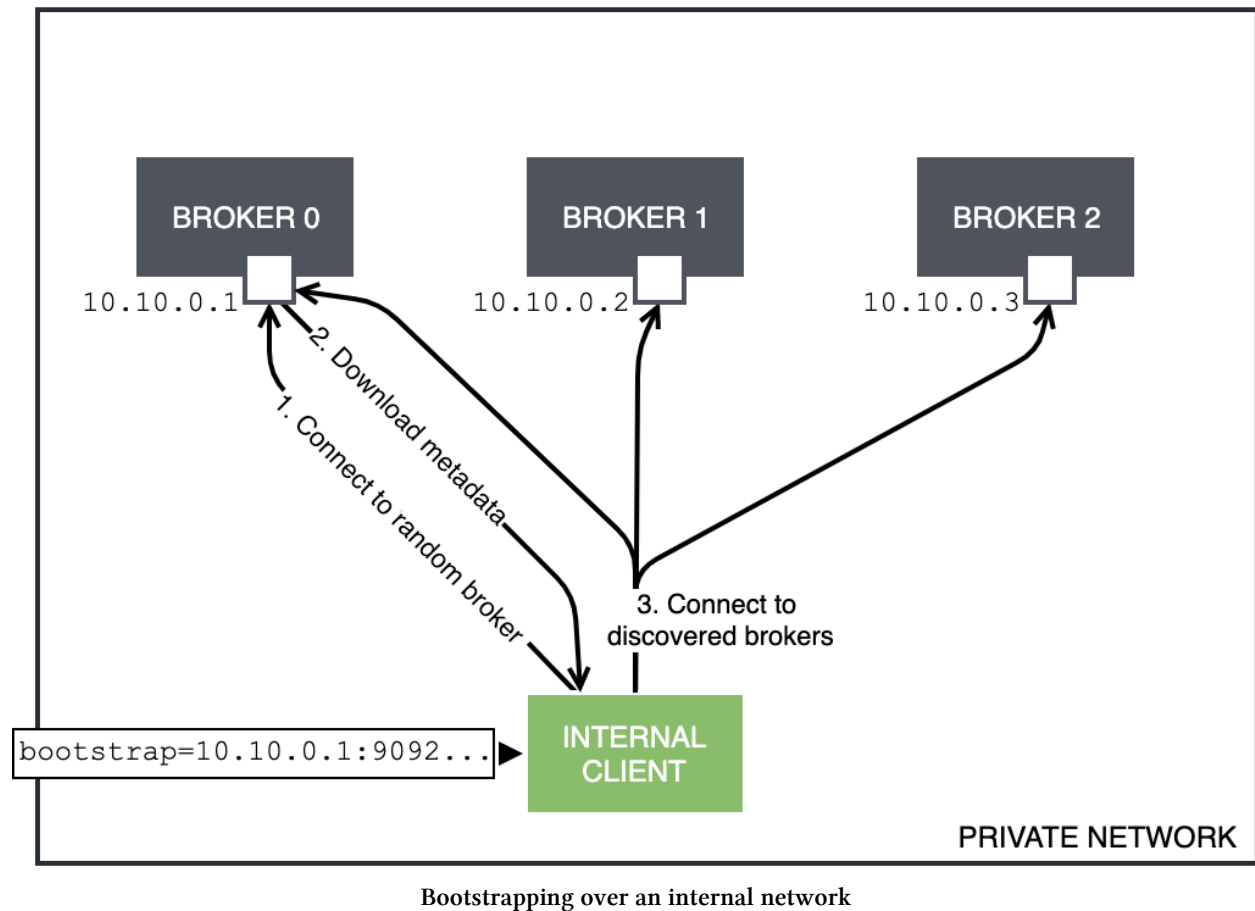 BROKER 0
BROKER 1
BROKER 2
10.10.0.1
10.10.0.2
10.10.0.3
2. Download metadata
1. Connect to random broker
3. Connect to
discovered brokers
bootstrap=10.10.0.1:9092...
INTERNAL
CLIENT
PRIVATE NETWORK
Bootstrapping over an internal network